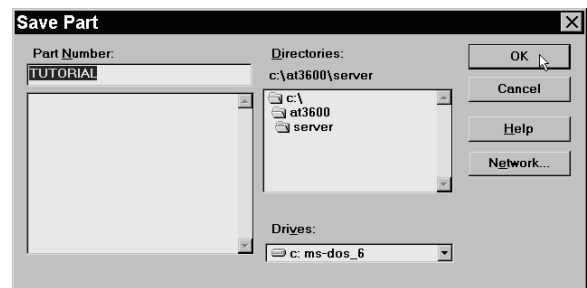 Save Part
Part Number:
TUTORIAL
Directories:
c:\at3600\server
c:\
at3600
server
Drives:
c: ms-dos_6
OK
Cancel
Help
Network...